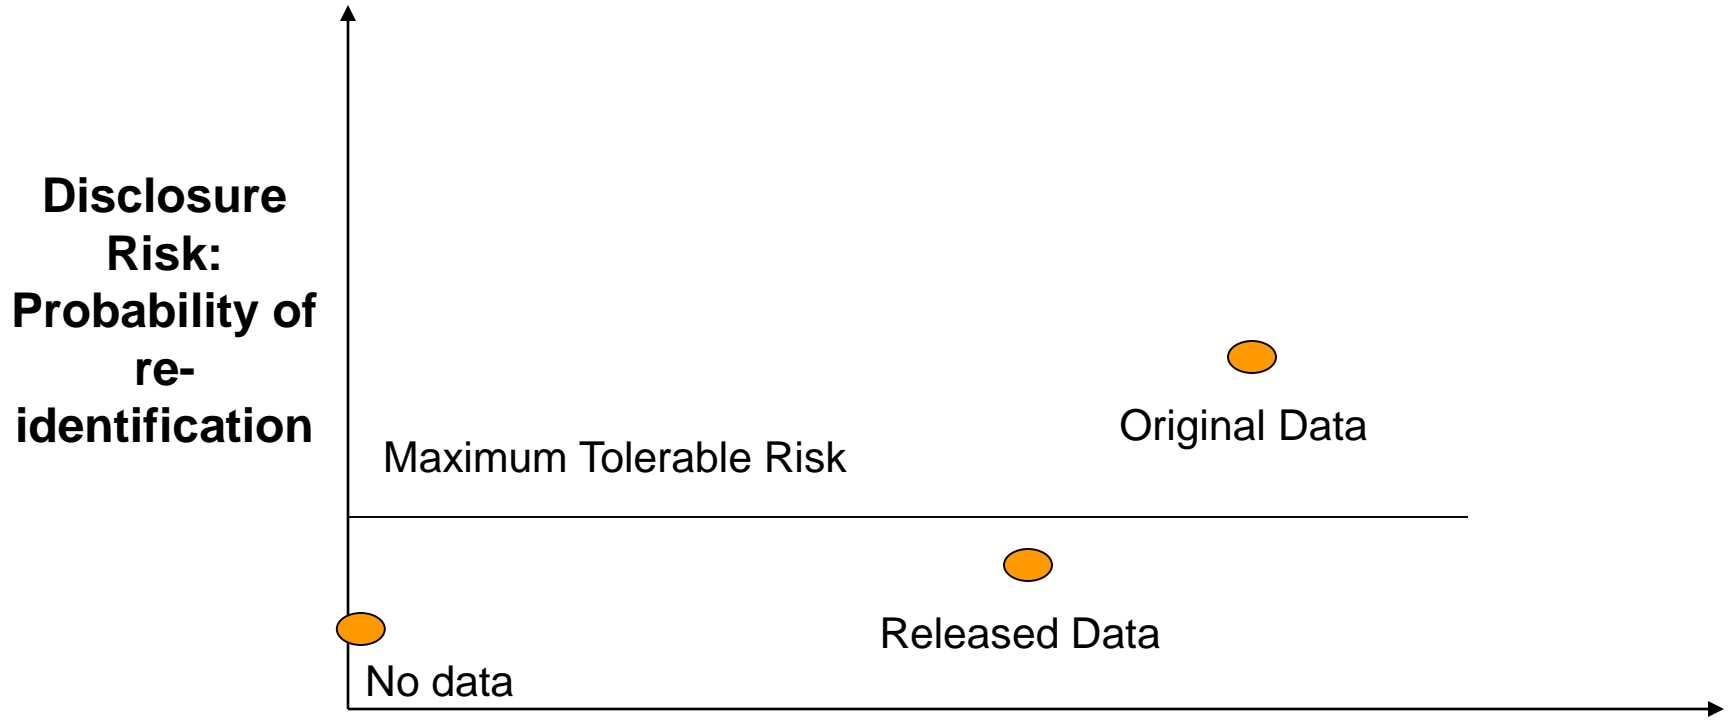 Disclosure
Risk:
Probability of
re-
identification
Maximum Tolerable Risk
Original Data
Released Data
No data